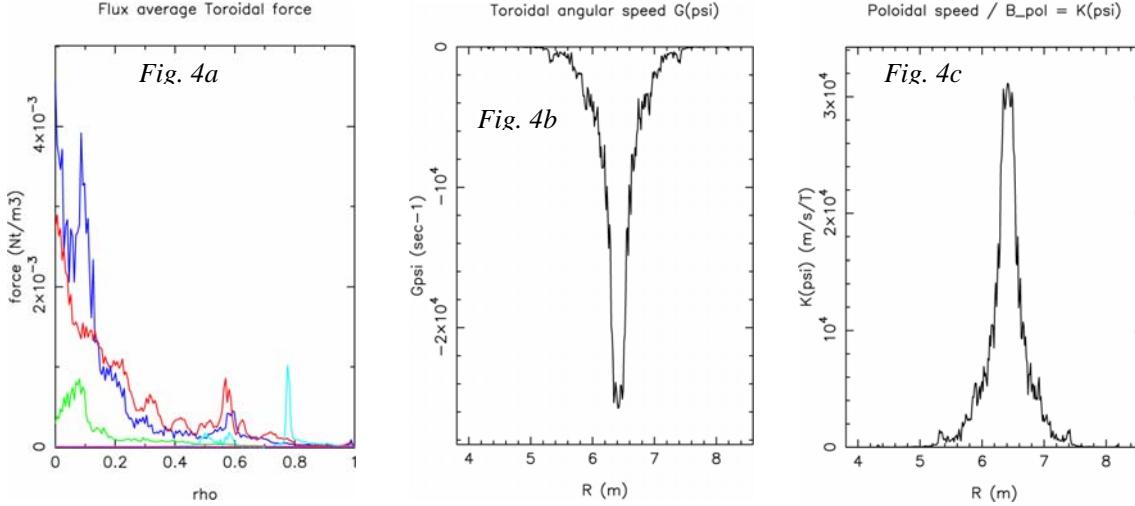 Flux average Toroidal force
Fig. 4a
4×10⁻³
2×10⁻³
0
force (Nt/m3)
0 0.2 0.4 0.6 0.8 1
rho
Toroidal angular speed G(psi)
Fig. 4b
0
−10⁴
−2×10⁴
Gpsi (sec−1)
4 5 6 7 8
R (m)
Poloidal speed / B_pol = K(psi)
Fig. 4c
3×10⁴
2×10⁴
10⁴
0
K(psi) (m/s/T)
4 5 6 7 8
R (m)